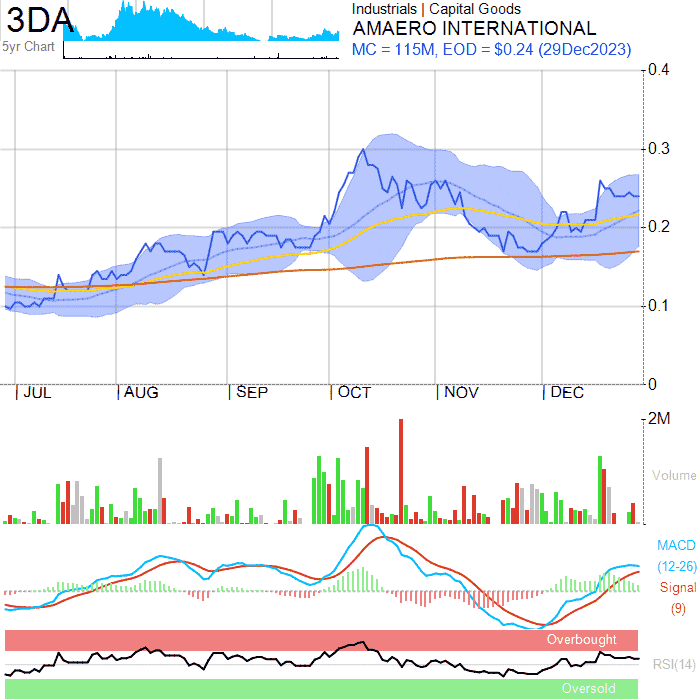 3DA
5yr Chart
Industrials | Capital Goods
AMAERO INTERNATIONAL
MC = 115M, EOD = $0.24 (29Dec2023)
0.4
0.3
0.2
0.1
0
JUL
AUG
SEP
OCT
NOV
DEC
2M
Volume
MACD
(12-26)
Signal
(9)
Overbought
RSI(14)
Oversold